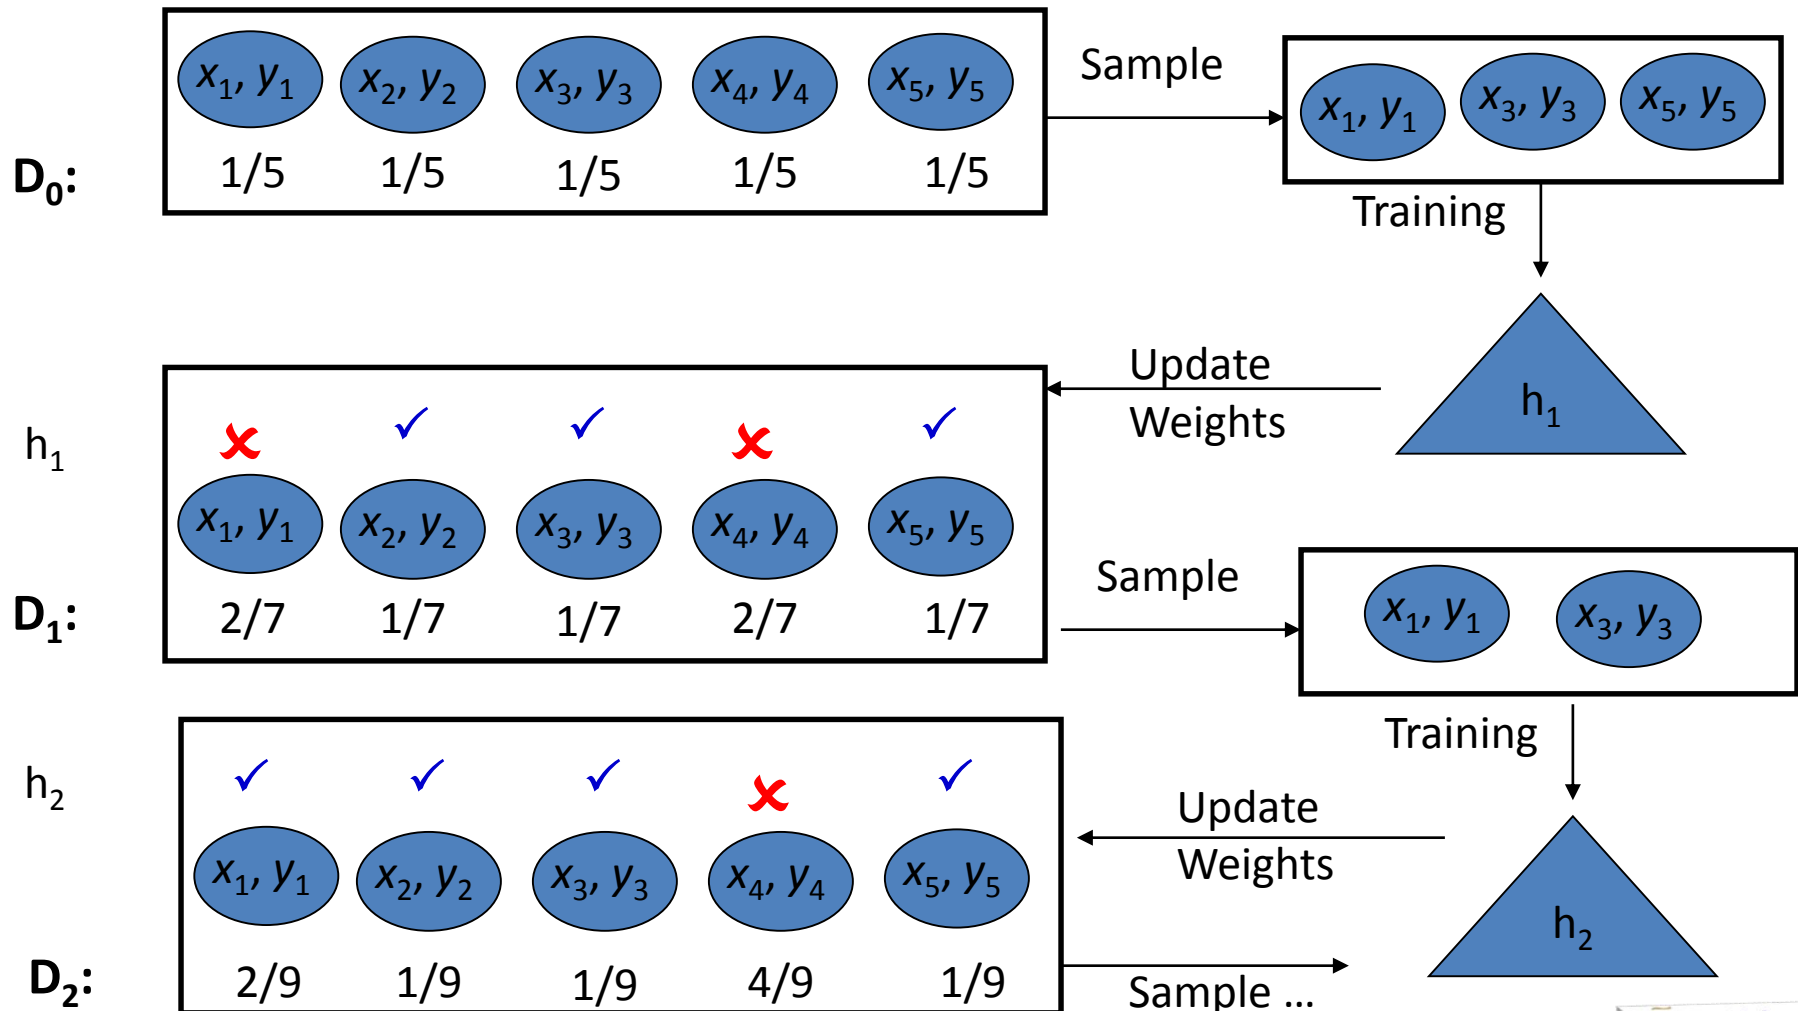 x₁, y₁ x₂, y₂ x₃, y₃ x₄, y₄ x₅, y₅
D₀: 1/5 1/5 1/5 1/5 1/5
Sample
x₁, y₁ x₃, y₃ x₅, y₅
Training
h₁
Update
Weights
h₁ ✘ ✓ ✓ ✘ ✓
x₁, y₁ x₂, y₂ x₃, y₃ x₄, y₄ x₅, y₅
D₁: 2/7 1/7 1/7 2/7 1/7
Sample
x₁, y₁ x₃, y₃
Training
h₂
Update
Weights
h₂ ✓ ✓ ✓ ✘ ✓
x₁, y₁ x₂, y₂ x₃, y₃ x₄, y₄ x₅, y₅
D₂: 2/9 1/9 1/9 4/9 1/9
Sample ...